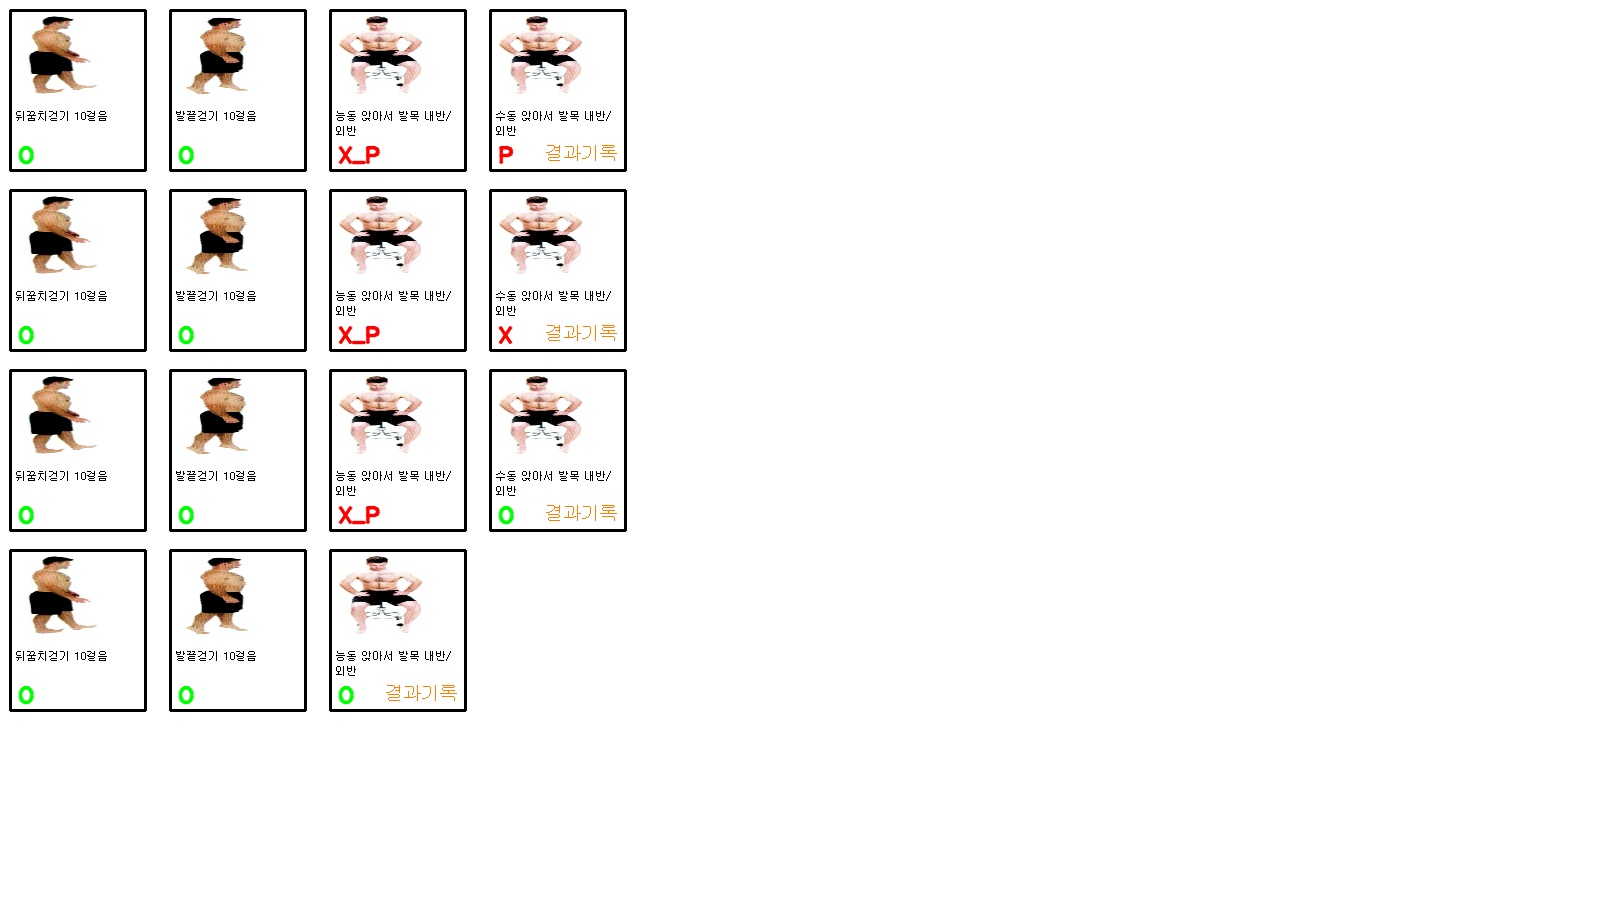 뒤꿈치걷기 10걸음
O
발끝걷기 10걸음
O
능동 앉아서 발목 내반/
외반
X_P
수동 앉아서 발목 내반/
외반
P 결과기록
뒤꿈치걷기 10걸음
O
발끝걷기 10걸음
O
능동 앉아서 발목 내반/
외반
X_P
수동 앉아서 발목 내반/
외반
X 결과기록
뒤꿈치걷기 10걸음
O
발끝걷기 10걸음
O
능동 앉아서 발목 내반/
외반
X_P
수동 앉아서 발목 내반/
외반
O 결과기록
뒤꿈치걷기 10걸음
O
발끝걷기 10걸음
O
능동 앉아서 발목 내반/
외반
O 결과기록